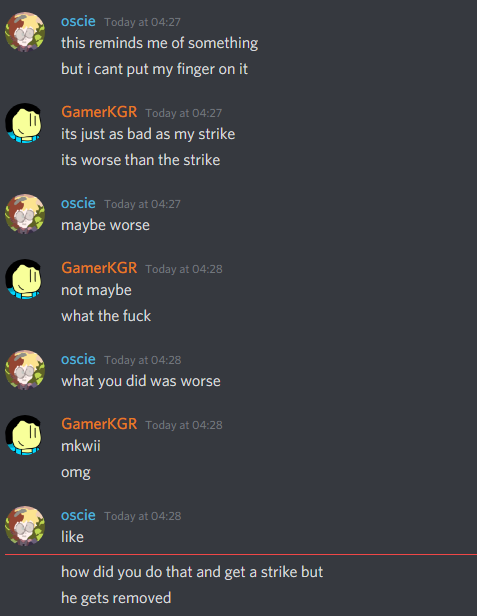 oscie Today at 04:27
this reminds me of something
but i cant put my finger on it
GamerKGR Today at 04:27
its just as bad as my strike
its worse than the strike
oscie Today at 04:27
maybe worse
GamerKGR Today at 04:28
not maybe
what the fuck
oscie Today at 04:28
what you did was worse
GamerKGR Today at 04:28
mkwii
omg
oscie Today at 04:28
like
how did you do that and get a strike but
he gets removed